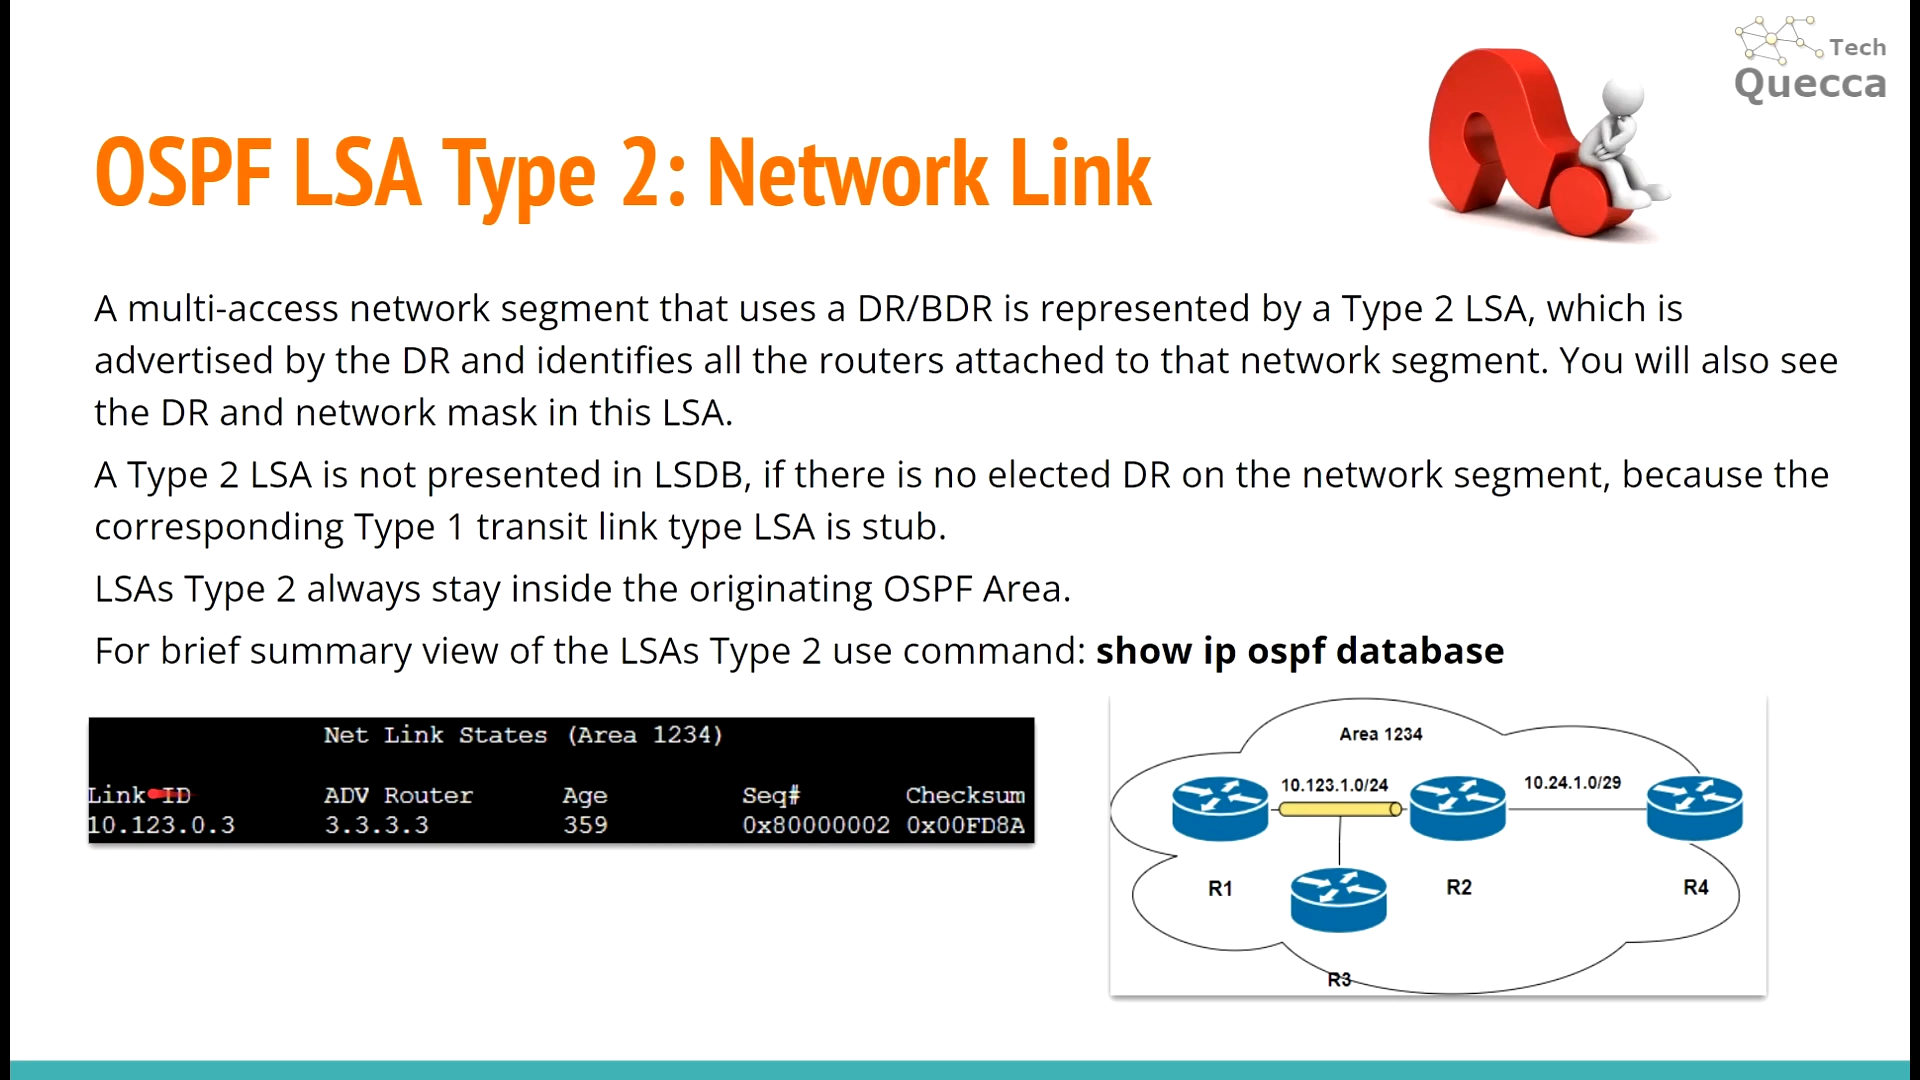 Tech
Quecca
OSPF LSA Type 2: Network Link
A multi-access network segment that uses a DR/BDR is represented by a Type 2 LSA, which is
advertised by the DR and identifies all the routers attached to that network segment. You will also see
the DR and network mask in this LSA.
A Type 2 LSA is not presented in LSDB, if there is no elected DR on the network segment, because the
corresponding Type 1 transit link type LSA is stub.
LSAs Type 2 always stay inside the originating OSPF Area.
For brief summary view of the LSAs Type 2 use command: show ip ospf database
Net Link States (Area 1234)
Link ID ADV Router Age Seq# Checksum
10.123.0.3 3.3.3.3 359 0x80000002 0x00FD8A
Area 1234
10.123.1.0/24 10.24.1.0/29
R1 R2 R4
R3